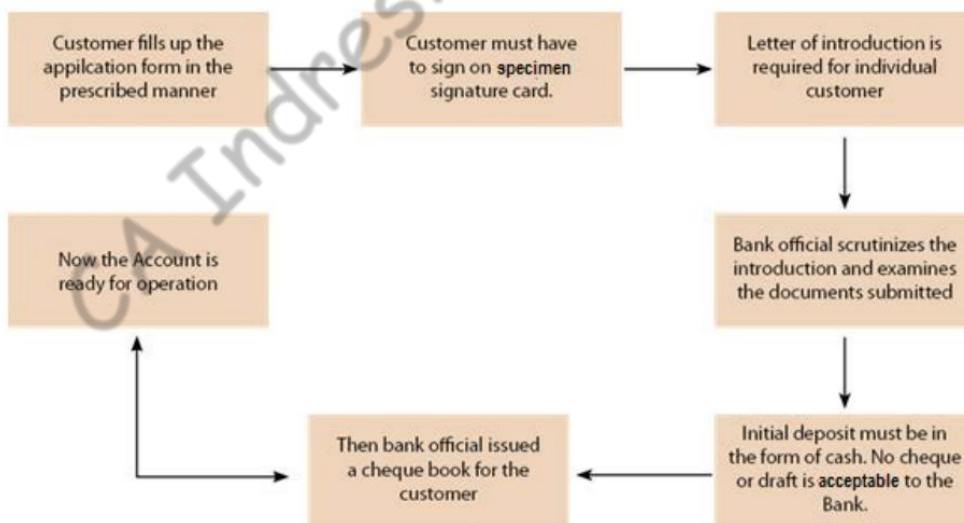 Customer fills up the
appilcation form in the
prescribed manner
Customer must have
to sign on specimen
signature card.
Letter of introduction is
required for individual
customer
Bank official scrutinizes the
introduction and examines
the documents submitted
Initial deposit must be in
the form of cash. No cheque
or draft is acceptable to the
Bank.
Then bank official issued
a cheque book for the
customer
Now the Account is
ready for operation
CA Indres